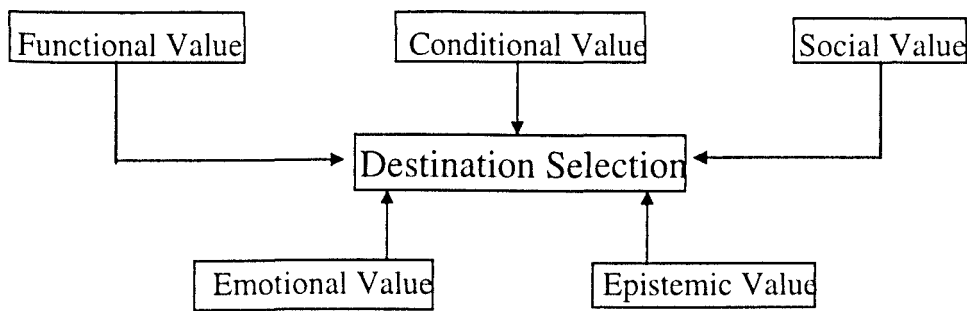 Functional Value
Conditional Value
Social Value
Destination Selection
Emotional Value
Epistemic Value